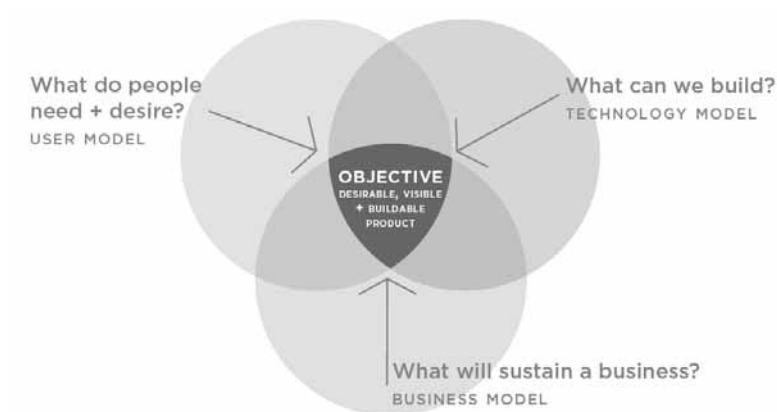 What do people
need + desire?
USER MODEL
What can we build?
TECHNOLOGY MODEL
OBJECTIVE
DESIRABLE, VISIBLE
+ BUILDABLE
PRODUCT
What will sustain a business?
BUSINESS MODEL